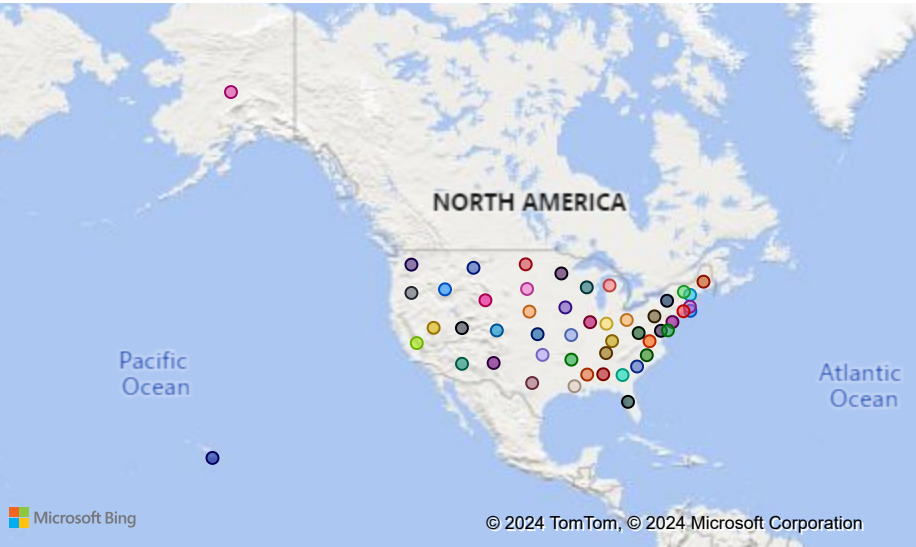 NORTH AMERICA
Pacific
Ocean
Atlantic
Ocean
Microsoft Bing
© 2024 TomTom, © 2024 Microsoft Corporation